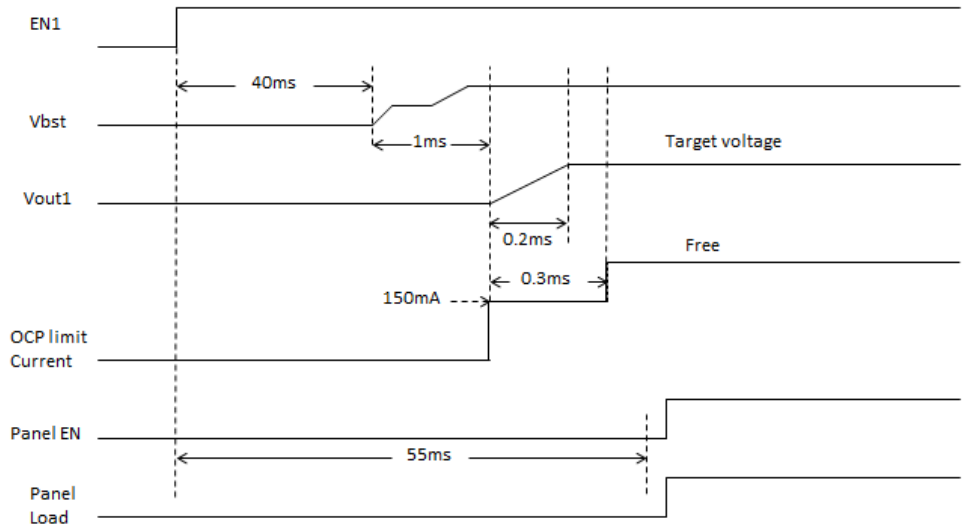 EN1
40ms
Vbst
1ms
Target voltage
Vout1
0.2ms
Free
0.3ms
150mA
OCP limit
Current
Panel EN
55ms
Panel
Load